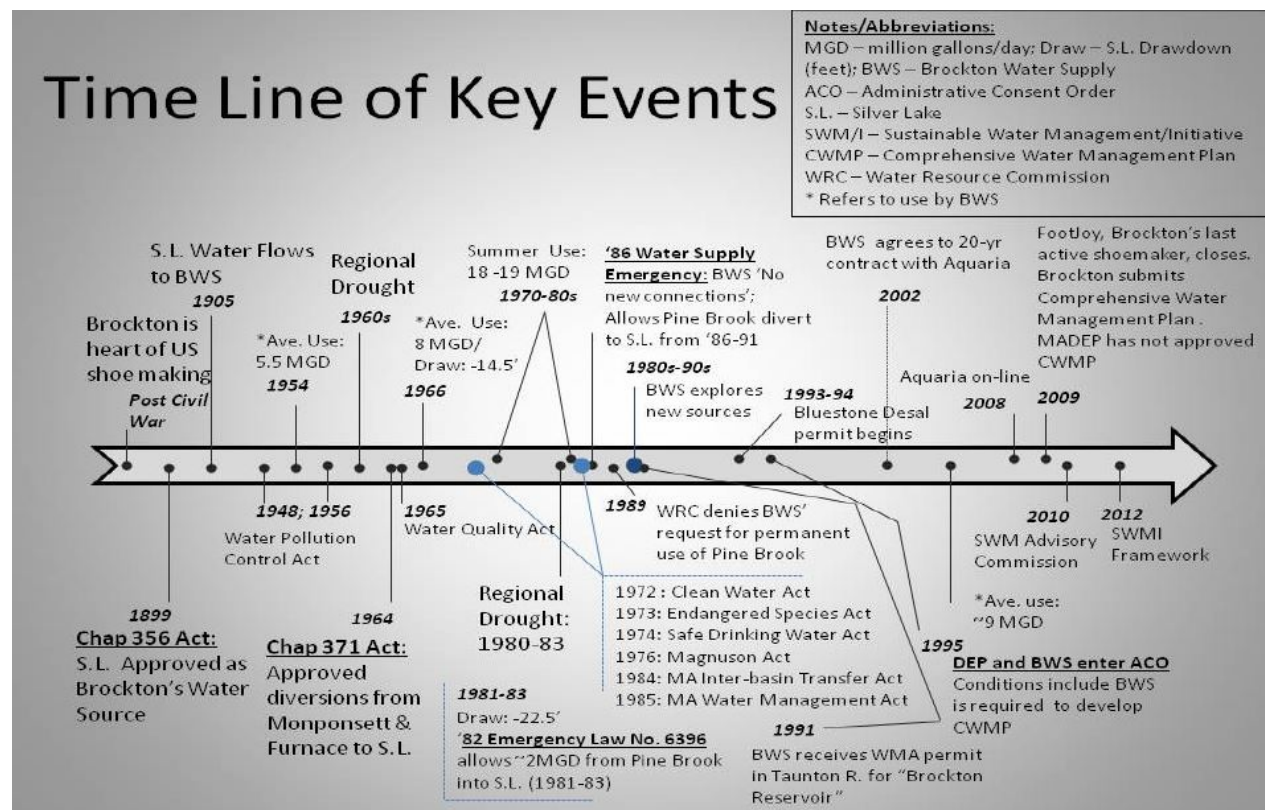 Time Line of Key Events
Notes/Abbreviations:
MGD – million gallons/day; Draw – S.L. Drawdown
(feet); BWS – Brockton Water Supply
ACO – Administrative Consent Order
S.L. – Silver Lake
SWM/I – Sustainable Water Management/Initiative
CWMP – Comprehensive Water Management Plan
WRC – Water Resource Commission
* Refers to use by BWS
Brockton is
heart of US
shoe making
Post Civil
War
S.L. Water Flows
to BWS
1905
*Ave. Use:
5.5 MGD
1954
Regional
Drought
1960s
*Ave. Use:
8 MGD/
Draw: -14.5'
1966
Summer Use:
18 -19 MGD
1970-80s
'86 Water Supply
Emergency: BWS 'No
new connections';
Allows Pine Brook divert
to S.L. from '86-91
1980s-90s
BWS explores
new sources
1993-94
Bluestone Desal
permit begins
BWS agrees to 20-yr
contract with Aquaria
2002
Aquaria on-line
2008
FootJoy, Brockton's last
active shoemaker, closes.
Brockton submits
Comprehensive Water
Management Plan .
MADEP has not approved
CWMP
2009
1899
Chap 356 Act:
S.L. Approved as
Brockton's Water
Source
1948; 1956
Water Pollution
Control Act
1964
Chap 371 Act:
Approved
diversions from
Monponsett &
Furnace to S.L.
1965
Water Quality Act
Regional
Drought:
1980-83
1981-83
Draw: -22.5'
'82 Emergency Law No. 6396
allows ~2MGD from Pine Brook
into S.L. (1981-83)
1989
WRC denies BWS'
request for permanent
use of Pine Brook
1972 : Clean Water Act
1973: Endangered Species Act
1974: Safe Drinking Water Act
1976: Magnuson Act
1984: MA Inter-basin Transfer Act
1985: MA Water Management Act
1991
BWS receives WMA permit
in Taunton R. for "Brockton
Reservoir"
1995
DEP and BWS enter ACO
Conditions include BWS
is required to develop
CWMP
*Ave. use:
~9 MGD
2010
SWM Advisory
Commission
2012
SWMI
Framework